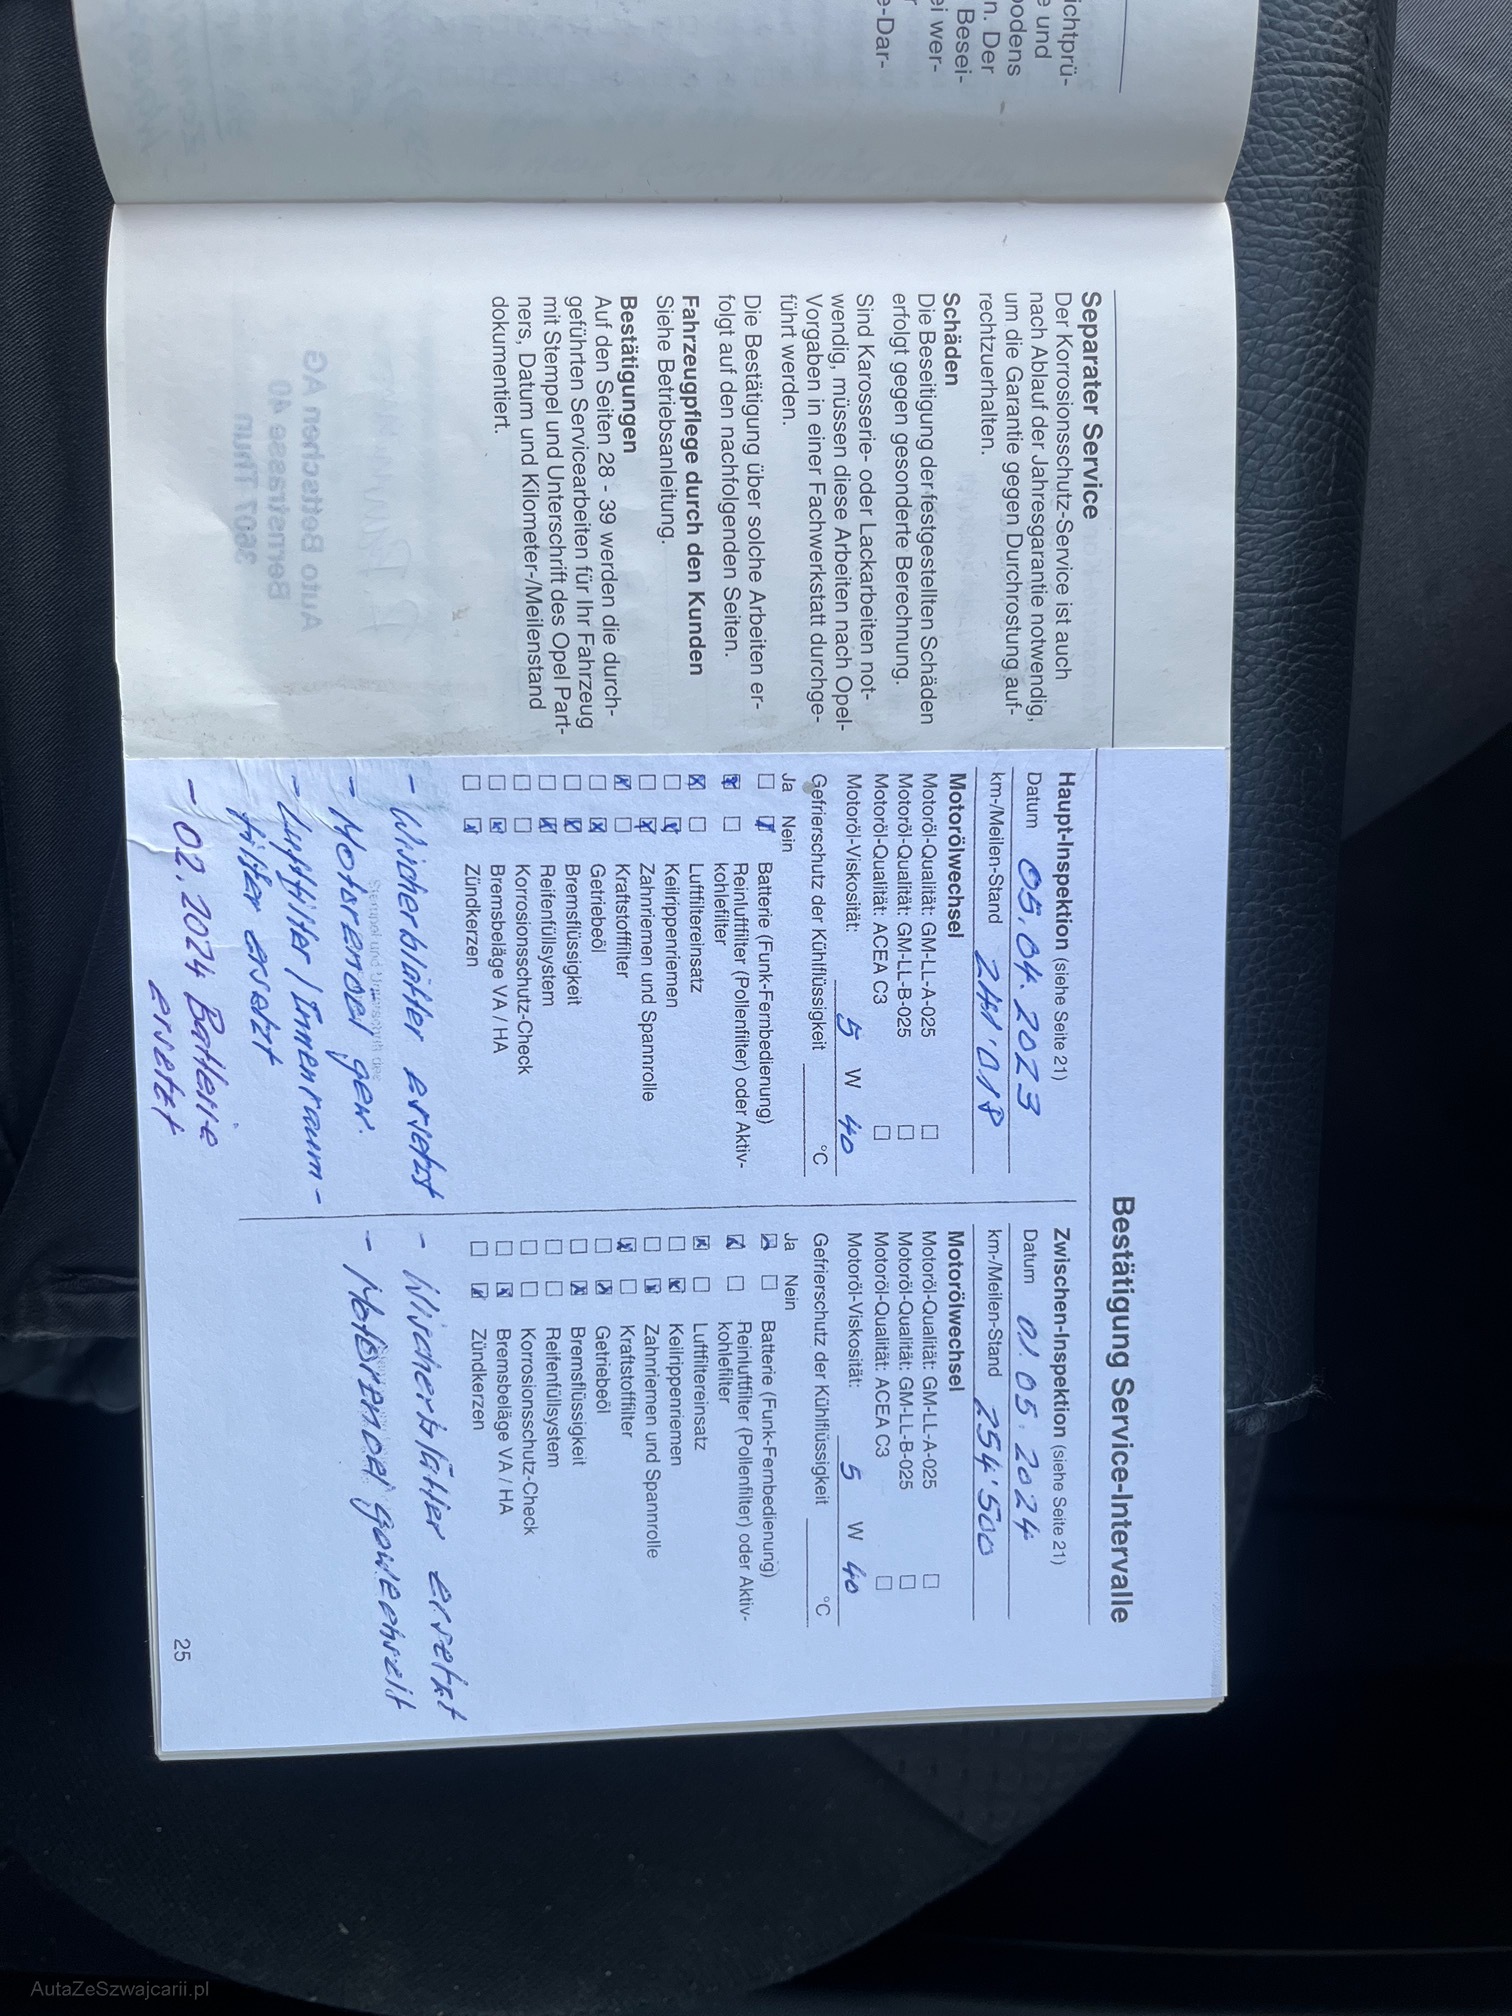 ichtprü-
e und
odens
n. Der
Besei-
ei wer-
r
e-Dar-
Separater Service
Der Korrosionsschutz-Service ist auch
nach Ablauf der Jahresgarantie notwendig,
um die Garantie gegen Durchrostung auf-
rechtzuerhalten.
Schäden
Die Beseitigung der festgestellten Schäden
erfolgt gegen gesonderte Berechnung.
Sind Karosserie- oder Lackarbeiten not-
wendig, müssen diese Arbeiten nach Opel-
Vorgaben in einer Fachwerkstatt durchge-
führt werden.
Die Bestätigung über solche Arbeiten er-
folgt auf den nachfolgenden Seiten.
Fahrzeugpflege durch den Kunden
Siehe Betriebsanleitung.
Bestätigungen
Auf den Seiten 28 - 39 werden die durch-
geführten Servicearbeiten für Ihr Fahrzeug
mit Stempel und Unterschrift des Opel Part-
ners, Datum und Kilometer-/Meilenstand
dokumentiert.
Auto Bettschen AG
Bernstrasse 40
3607 Thun
Bestätigung Service-Intervalle
Haupt-Inspektion (siehe Seite 21)
Datum 05.04.2023
km-/Meilen-Stand 241'018
Motorölwechsel
Motoröl-Qualität: GM-LL-A-025
Motoröl-Qualität: GM-LL-B-025
Motoröl-Qualität: ACEA C3
Motoröl-Viskosität: 5 W 40
Gefrierschutz der Kühlflüssigkeit °C
Ja Nein
Batterie (Funk-Fernbedienung)
Reinluftfilter (Pollenfilter) oder Aktiv-
kohlefilter
Luftfiltereinsatz
Keilrippenriemen
Zahnriemen und Spannrolle
Kraftstofffilter
Getriebeöl
Bremsflüssigkeit
Reifenfüllsystem
Korrosionsschutz-Check
Bremsbeläge VA / HA
Zündkerzen
- Wischerblätter ersetzt
Stempel und Unterschrift des
- Motorenoel gew.
- Luftfilter / Innenraum-
filter ersetzt
- 02.2024 Batterie
ersetzt
Zwischen-Inspektion (siehe Seite 21)
Datum 01.05.2024
km-/Meilen-Stand 254'500
Motorölwechsel
Motoröl-Qualität: GM-LL-A-025
Motoröl-Qualität: GM-LL-B-025
Motoröl-Qualität: ACEA C3
Motoröl-Viskosität: 5 W 40
Gefrierschutz der Kühlflüssigkeit °C
Ja Nein
Batterie (Funk-Fernbedienung)
Reinluftfilter (Pollenfilter) oder Aktiv-
kohlefilter
Luftfiltereinsatz
Keilrippenriemen
Zahnriemen und Spannrolle
Kraftstofffilter
Getriebeöl
Bremsflüssigkeit
Reifenfüllsystem
Korrosionsschutz-Check
Bremsbeläge VA / HA
Zündkerzen
- Wischerblätter ersetzt
- Motorenoel gewechselt
25
AutaZeSzwajcarii.pl